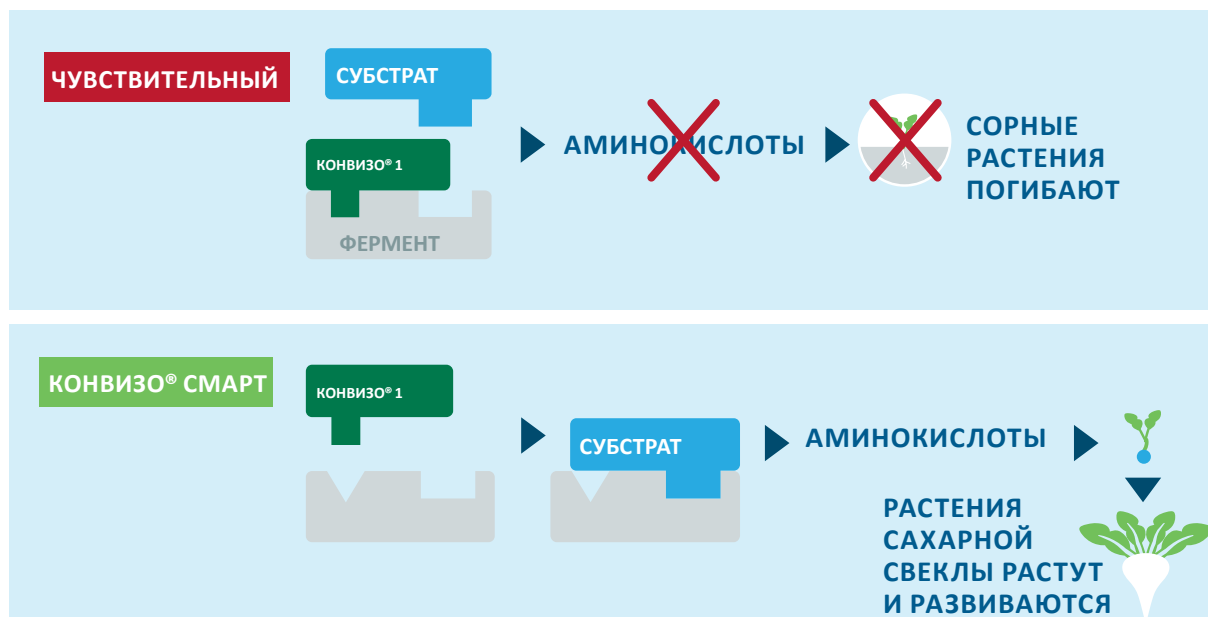 ЧУВСТВИТЕЛЬНЫЙ
СУБСТРАТ
КОНВИЗО® 1
ФЕРМЕНТ
АМИНОКИСЛОТЫ
СОРНЫЕ
РАСТЕНИЯ
ПОГИБАЮТ
КОНВИЗО® СМАРТ
КОНВИЗО® 1
СУБСТРАТ
АМИНОКИСЛОТЫ
РАСТЕНИЯ
САХАРНОЙ
СВЕКЛЫ РАСТУТ
И РАЗВИВАЮТСЯ